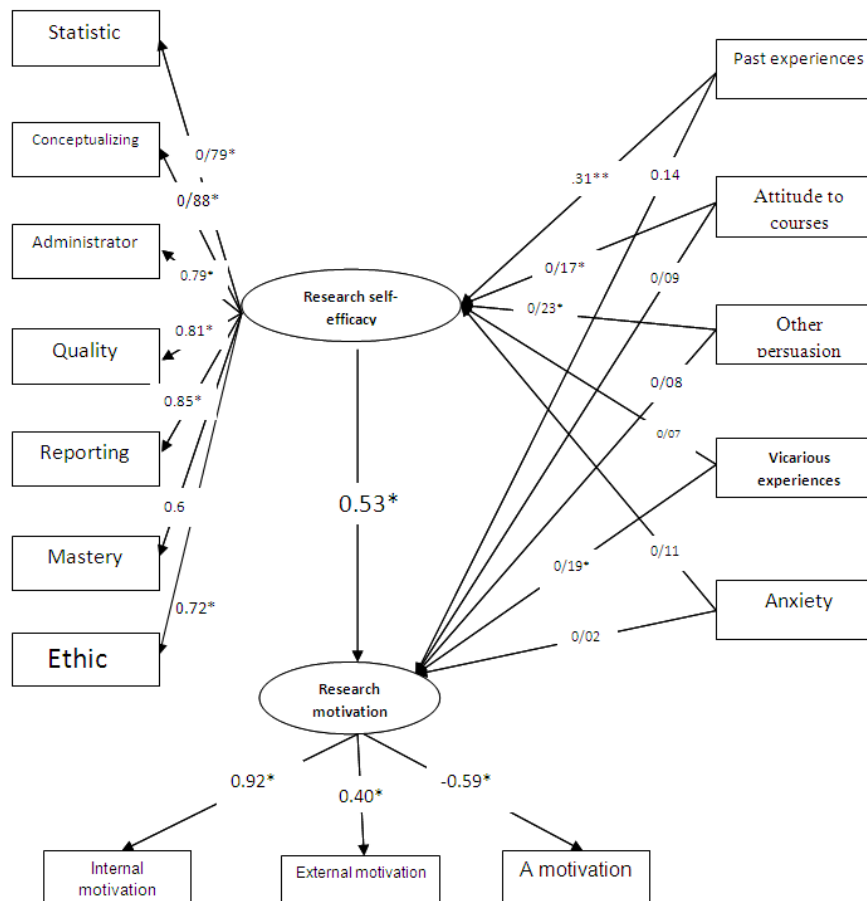 Statistic
Past experiences
Conceptualizing
0/79*
.31**
0.14
0/88*
Attitude to
courses
Administrator
0.79*
0/17*
0/09
Research self-
efficacy
0/23*
0.81*
Quality
Other
persuasion
0.85*
0/08
0/07
Reporting
Vicarious
experiences
0.6
0.53*
Mastery
0/19*
0/11
0.72*
Anxiety
0/02
Ethic
Research
motivation
0.92*
0.40*
-0.59*
Internal
motivation
External motivation
A motivation